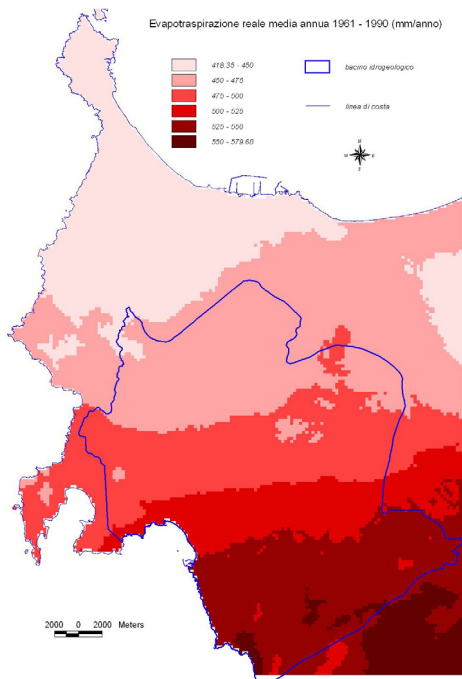 Evapotraspirazione reale media annua 1961 - 1990 (mm/anno)
418.35 - 450
450 - 475
475 - 500
500 - 525
525 - 550
550 - 579.68
bacino idrogeologico
linea di costa
N
S
2000 0 2000 Meters